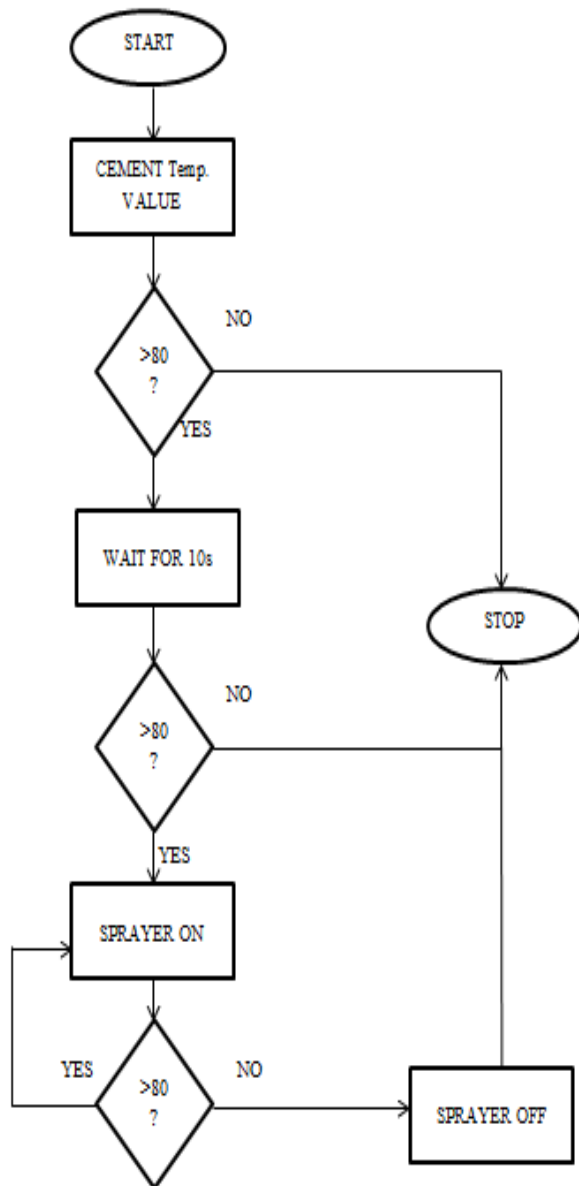 START
CEMENT Temp.
VALUE
NO
>80
?
YES
WAIT FOR 10s
STOP
NO
>80
?
YES
SPRAYER ON
YES
>80
?
NO
SPRAYER OFF